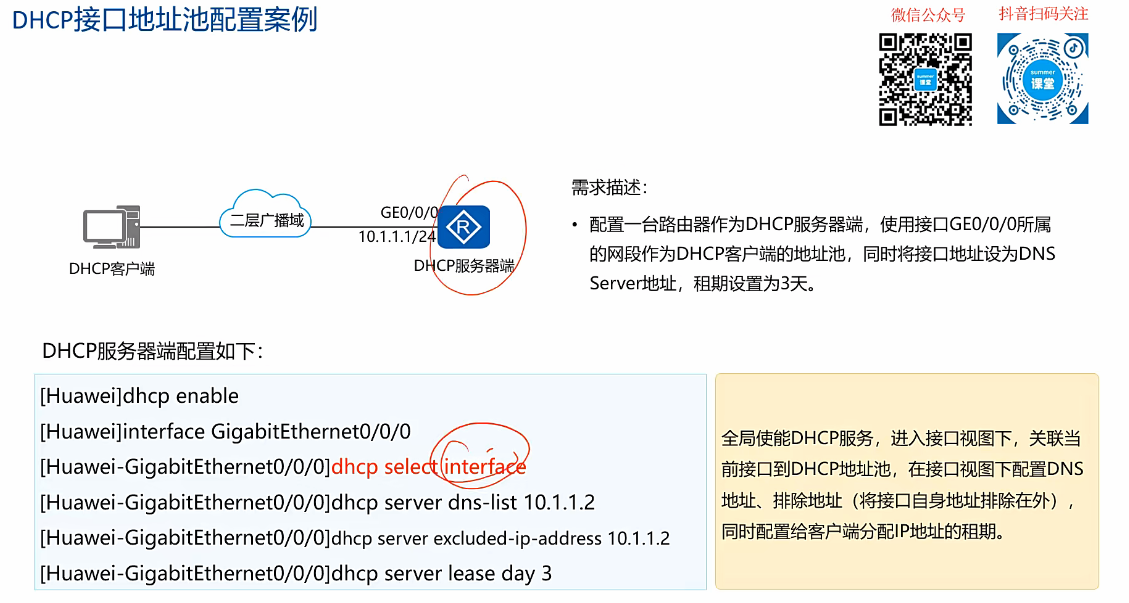 DHCP接口地址池配置案例
微信公众号
抖音扫码关注
summer
课堂
summer
课堂
GE0/0/0
二层广播域
R
10.1.1.1/24
DHCP客户端
DHCP服务器端
需求描述：
• 配置一台路由器作为DHCP服务器端，使用接口GE0/0/0所属
的网段作为DHCP客户端的地址池，同时将接口地址设为DNS
Server地址，租期设置为3天。
DHCP服务器端配置如下：
[Huawei]dhcp enable
[Huawei]interface GigabitEthernet0/0/0
[Huawei-GigabitEthernet0/0/0]dhcp select interface
[Huawei-GigabitEthernet0/0/0]dhcp server dns-list 10.1.1.2
[Huawei-GigabitEthernet0/0/0]dhcp server excluded-ip-address 10.1.1.2
[Huawei-GigabitEthernet0/0/0]dhcp server lease day 3
全局使能DHCP服务，进入接口视图下，关联当
前接口到DHCP地址池，在接口视图下配置DNS
地址、排除地址（将接口自身地址排除在外），
同时配置给客户端分配IP地址的租期。